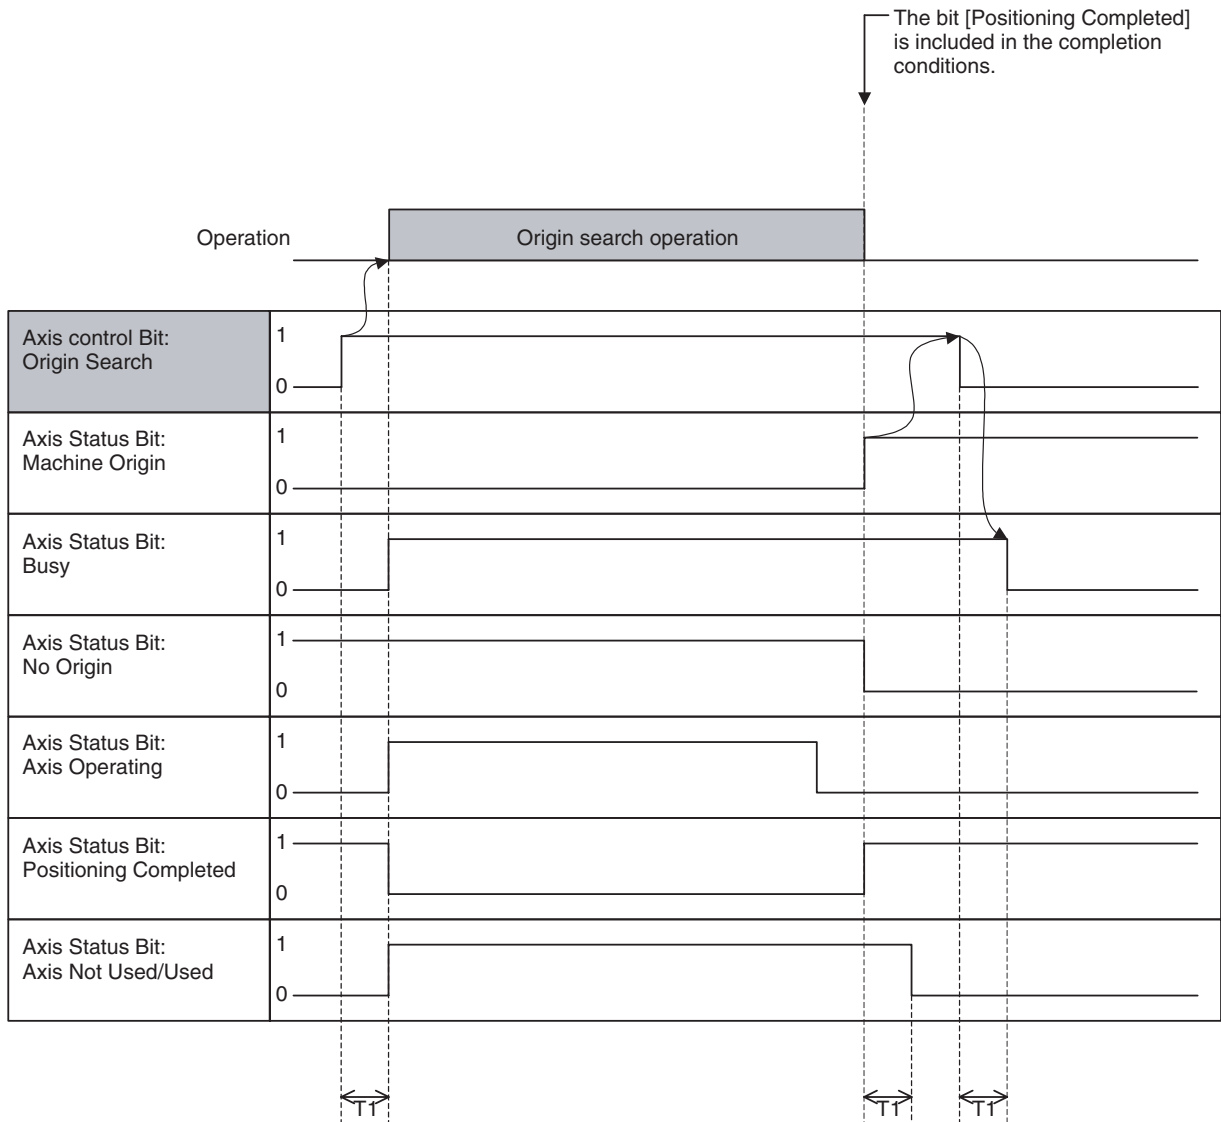 The bit [Positioning Completed]
is included in the completion
conditions.
Operation
Origin search operation
Axis control Bit:
Origin Search
1
0
Axis Status Bit:
Machine Origin
1
0
Axis Status Bit:
Busy
1
0
Axis Status Bit:
No Origin
1
0
Axis Status Bit:
Axis Operating
1
0
Axis Status Bit:
Positioning Completed
1
0
Axis Status Bit:
Axis Not Used/Used
1
0
T1
T1
T1